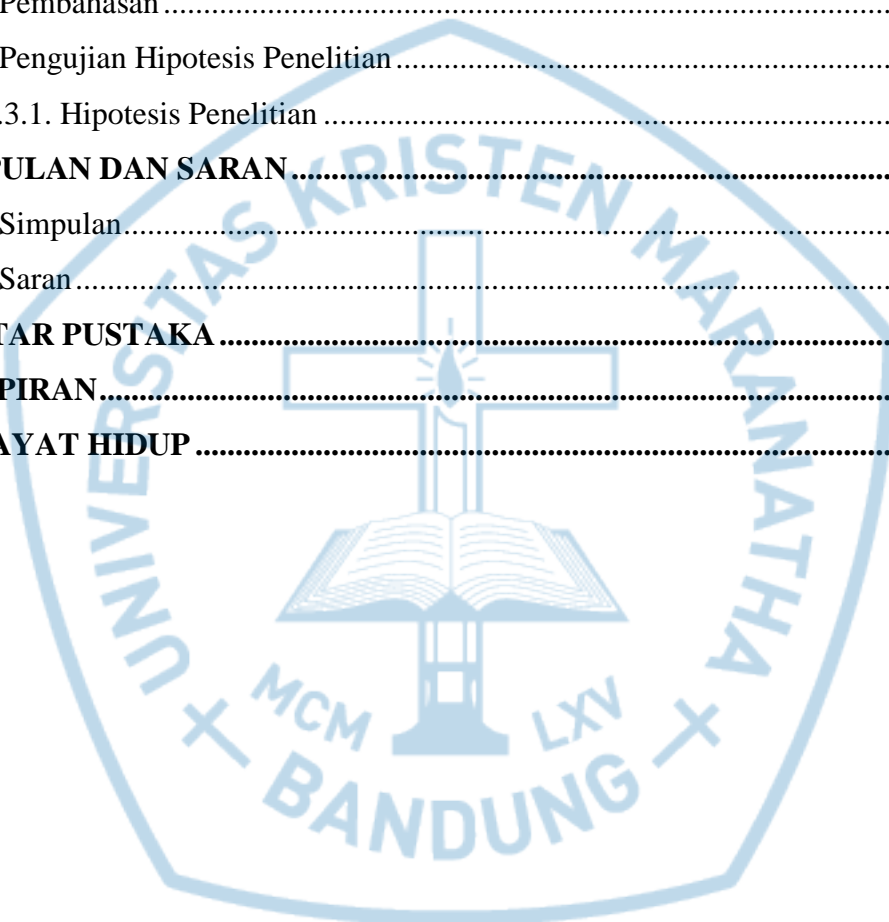 Pembahasan ........................................
Pengujian Hipotesis Penelitian ........................................
.3.1. Hipotesis Penelitian ........................................
PULAN DAN SARAN ........................................
Simpulan ........................................
Saran ........................................
TAR PUSTAKA ........................................
PIRAN ........................................
AYAT HIDUP ........................................
UNIVERSITAS KRISTEN MARANATHA
MCM LXV
BANDUNG